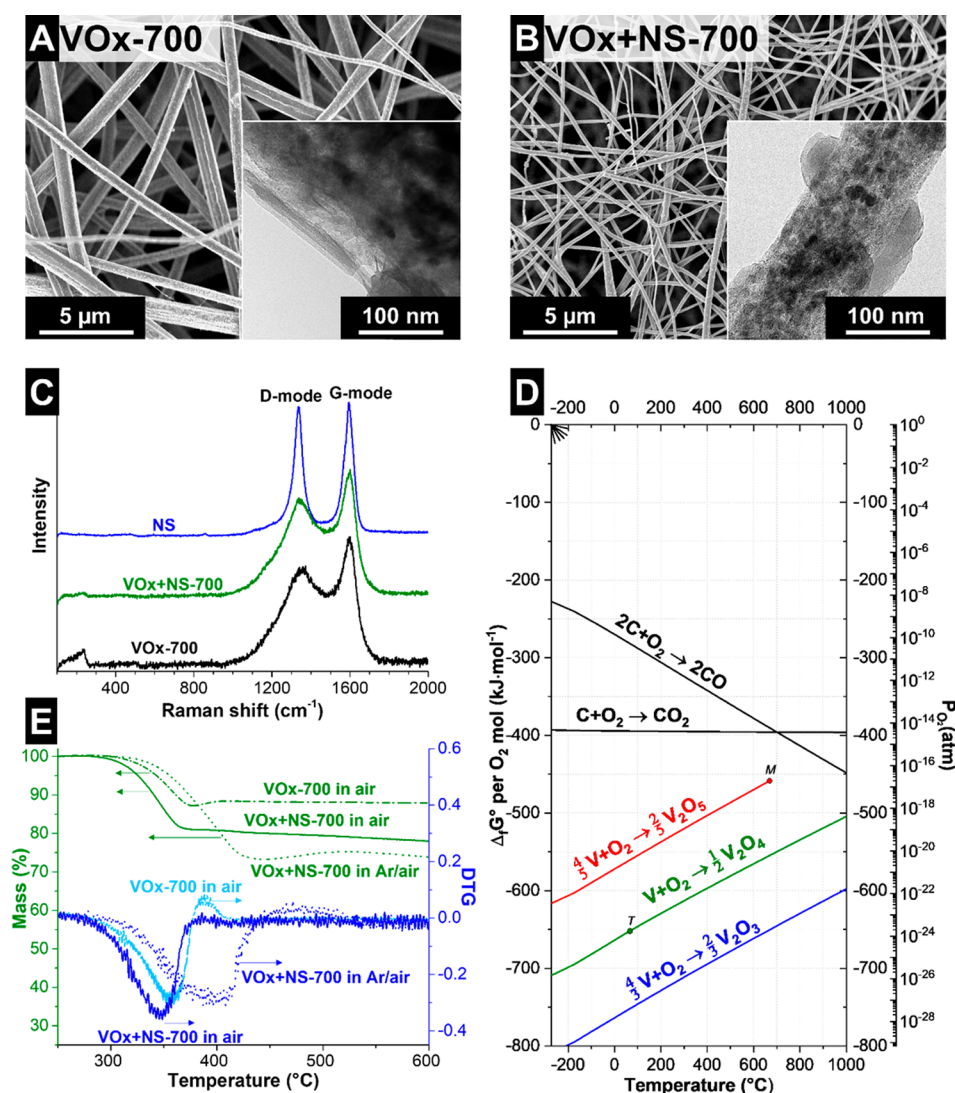 A VOx-700
5 µm
100 nm
B VOx+NS-700
5 µm
100 nm
C
D-mode
G-mode
NS
VOx+NS-700
VOx-700
Intensity
400 800 1200 1600 2000
Raman shift (cm⁻¹)
D
-200 0 200 400 600 800 1000
0
-100
-200
-300
-400
-500
-600
-700
-800
ΔfG° per O₂ mol (kJ·mol⁻¹)
2C+O₂ → 2CO
C+O₂ → CO₂
M
4/5 V+O₂ → 2/5 V₂O₅
V+O₂ → 1/2 V₂O₄
T
4/3 V+O₂ → 2/3 V₂O₃
0
-100
-200
-300
-400
-500
-600
-700
-800
10⁰
10⁻²
10⁻⁴
10⁻⁶
10⁻⁸
10⁻¹⁰
10⁻¹²
10⁻¹⁴
10⁻¹⁶
10⁻¹⁸
10⁻²⁰
10⁻²²
10⁻²⁴
10⁻²⁶
10⁻²⁸
P_O₂(atm)
-200 0 200 400 600 800 1000
Temperature (°C)
E
100
90
80
70
60
50
40
30
Mass (%)
VOx-700 in air
VOx+NS-700 in air
VOx+NS-700 in Ar/air
VOx-700 in air
VOx+NS-700 in Ar/air
VOx+NS-700 in air
0.6
0.4
0.2
0.0
-0.2
-0.4
DTG
300 400 500 600
Temperature (°C)